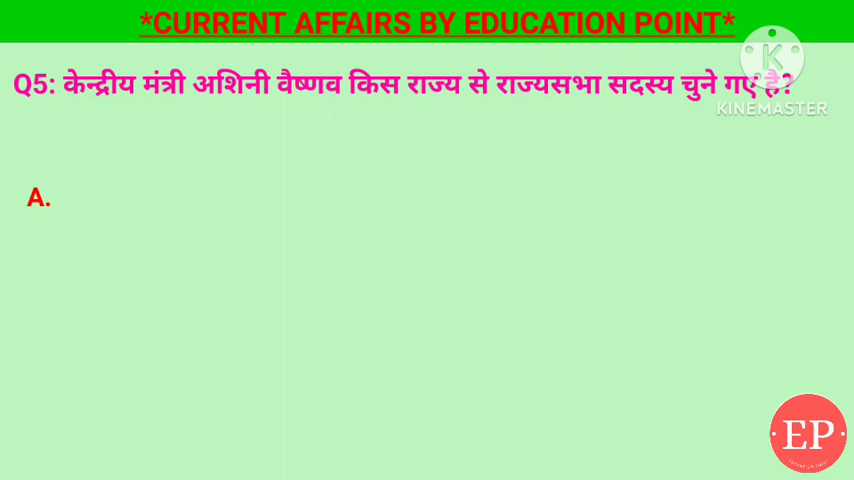 *CURRENT AFFAIRS BY EDUCATION POINT*
Q5: केन्द्रीय मंत्री अशिनी वैष्णव किस राज्य से राज्यसभा सदस्य चुने गए है?
KINEMASTER
A.
EP